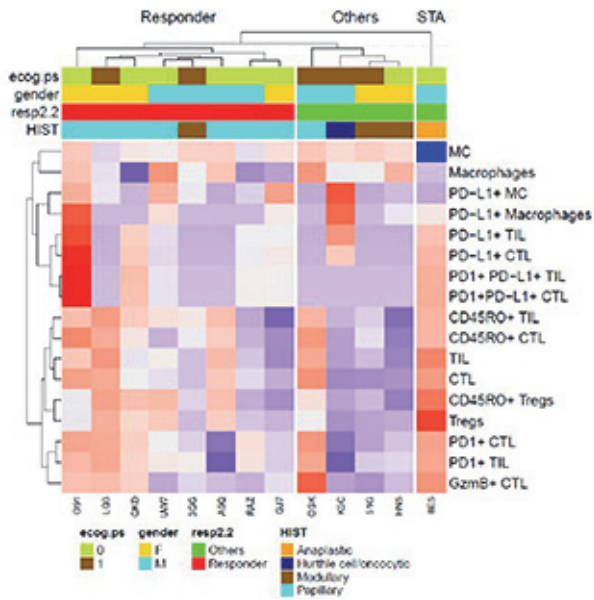 Responder Others STA
ecog.ps
gender
resp2.2
HIST
MC
Macrophages
PD-L1+ MC
PD-L1+ Macrophages
PD-L1+ TIL
PD-L1+ CTL
PD1+ PD-L1+ TIL
PD1+PD-L1+ CTL
CD45RO+ TIL
CD45RO+ CTL
TIL
CTL
CD45RO+ Tregs
Tregs
PD1+ CTL
PD1+ TIL
GzmB+ CTL
ecog.ps gender resp2.2 HIST
0 F Others Anaplastic
1 M Responder Hurthle cell/oncocytic
Medullary
Papillary